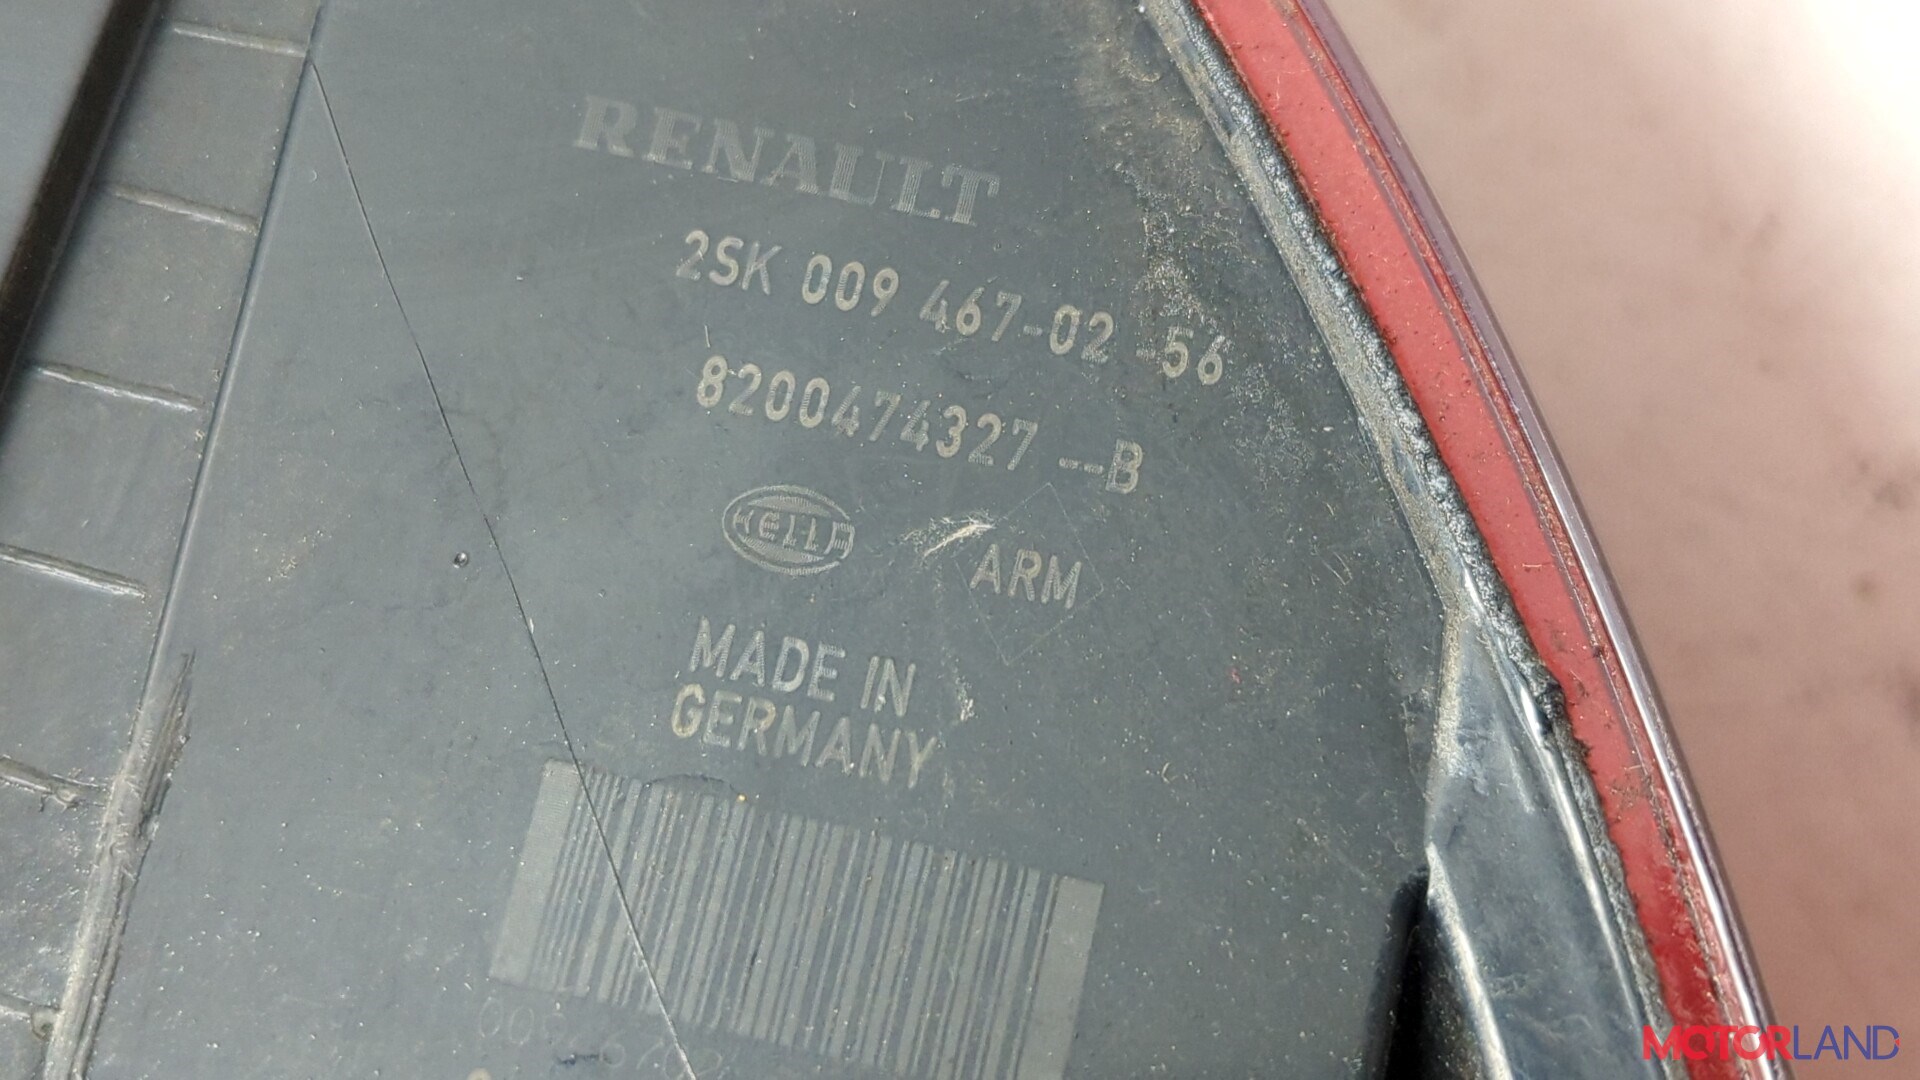 RENAULT
2SK 009 467-02 -56
8200474327 --B
HELLA
ARM
MADE IN
GERMANY
MOTORLAND